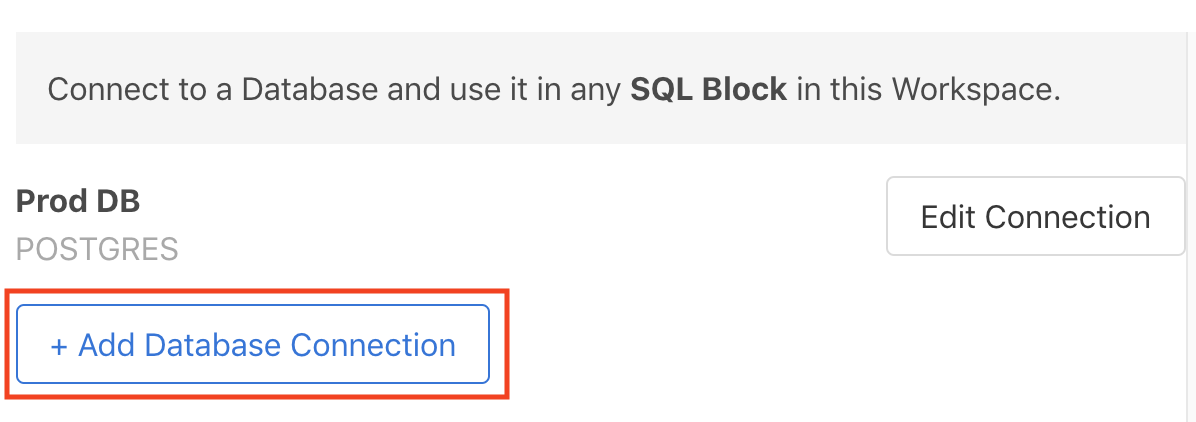 Connect to a Database and use it in any SQL Block in this Workspace.
Prod DB
POSTGRES
Edit Connection
+ Add Database Connection